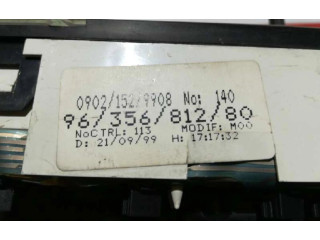 0902/152/9908 No: 140
96/356/812/80
NoCTRL: 113 MODIF: M00
D: 21/09/99 H: 17:17:32